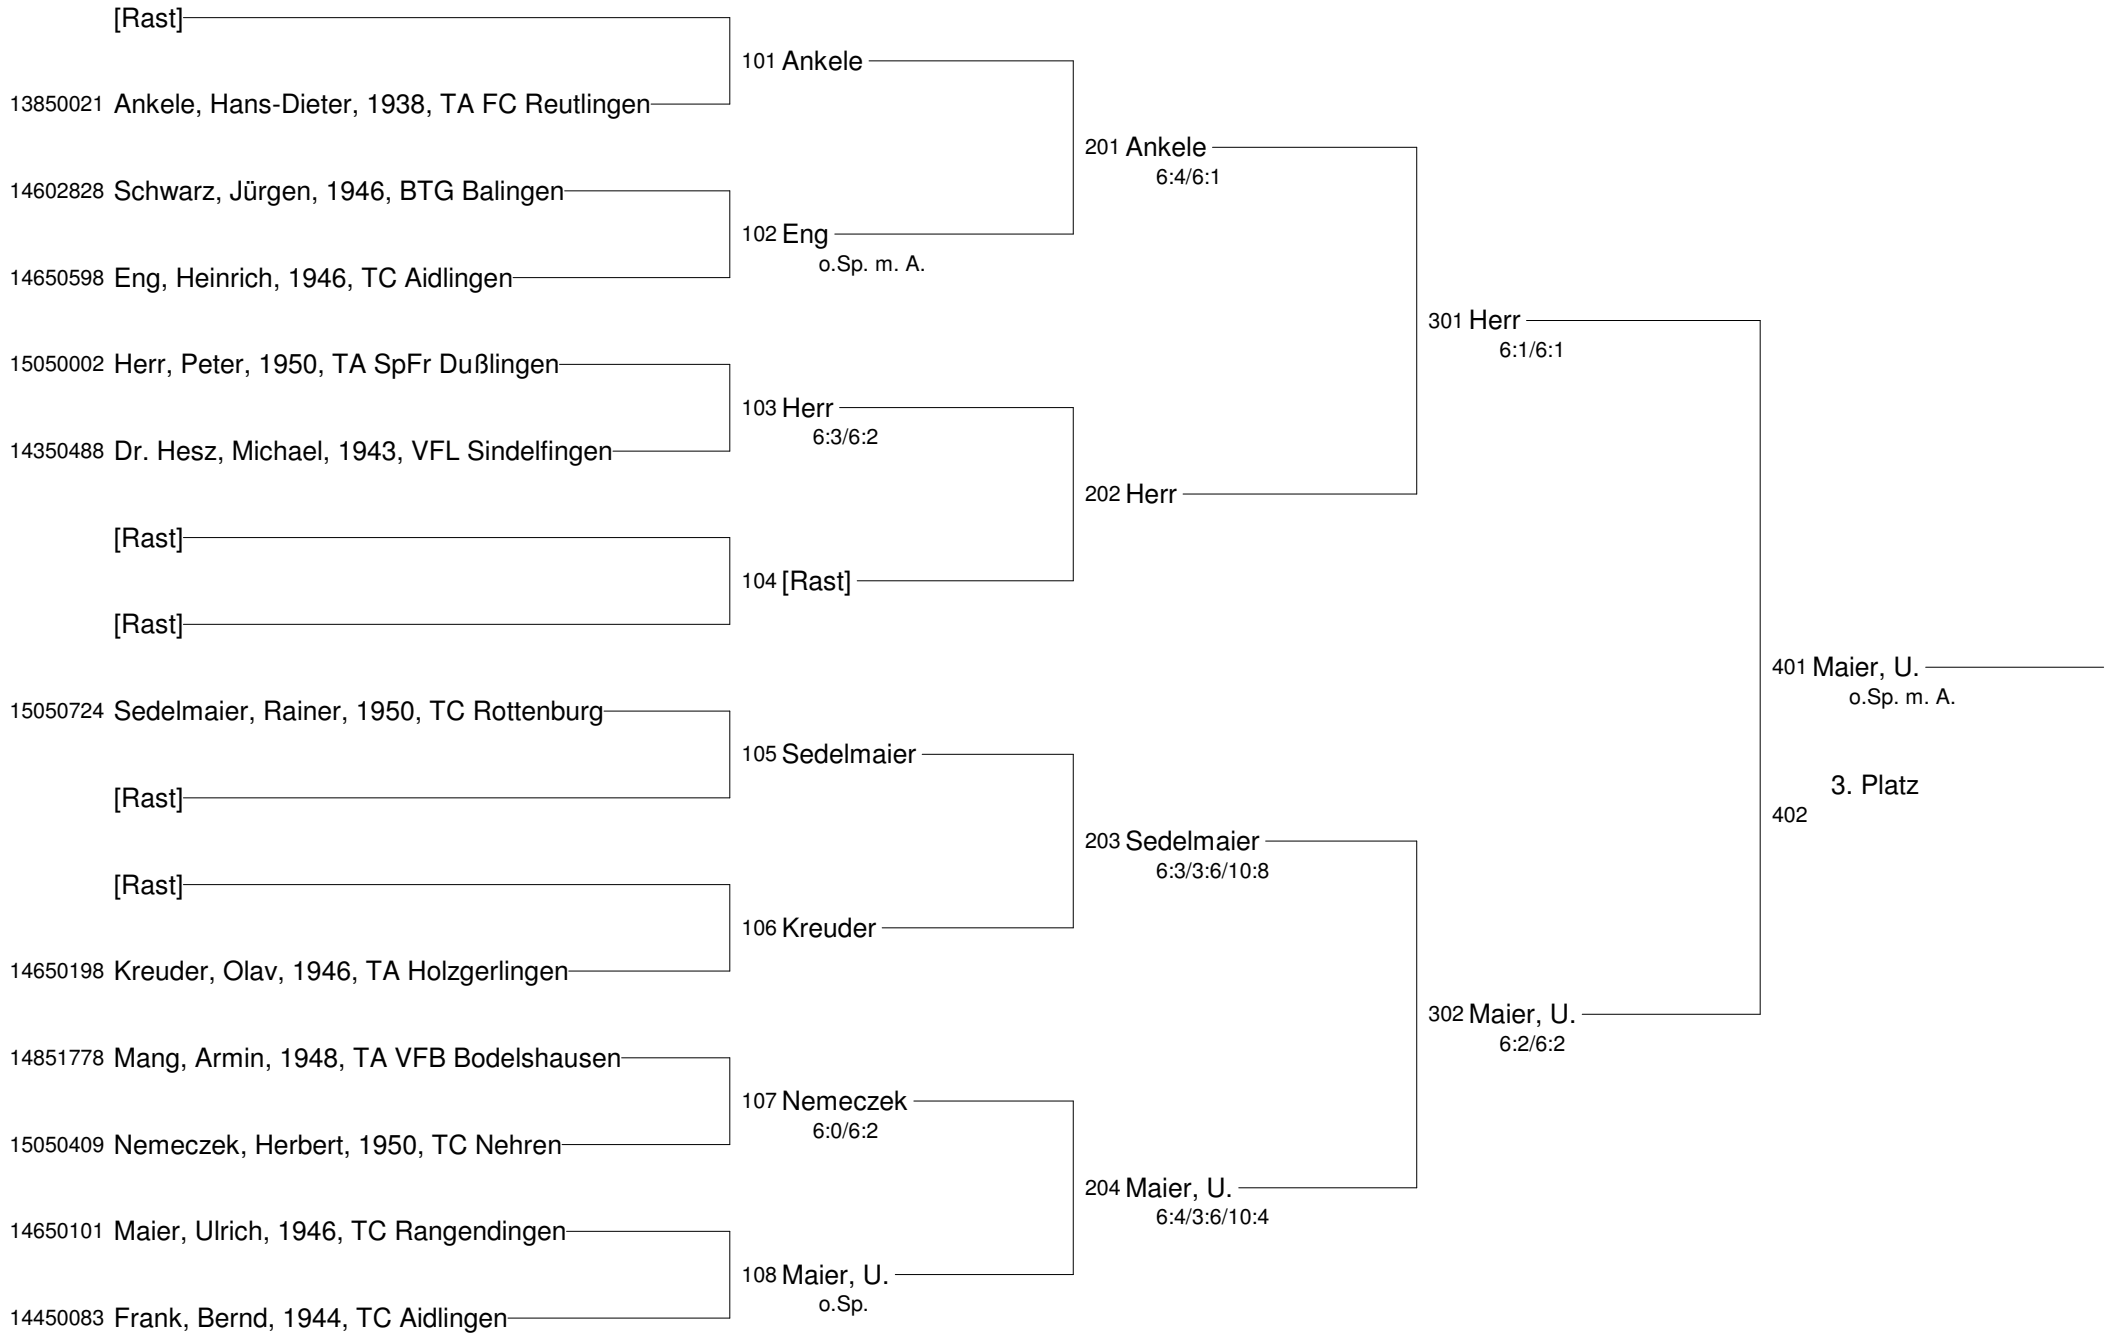 [Rast]
101 Ankele
13850021 Ankele, Hans-Dieter, 1938, TA FC Reutlingen
201 Ankele
6:4/6:1
14602828 Schwarz, Jürgen, 1946, BTG Balingen
102 Eng
o.Sp. m. A.
14650598 Eng, Heinrich, 1946, TC Aidlingen
301 Herr
6:1/6:1
15050002 Herr, Peter, 1950, TA SpFr Dußlingen
103 Herr
6:3/6:2
14350488 Dr. Hesz, Michael, 1943, VFL Sindelfingen
202 Herr
[Rast]
104 [Rast]
[Rast]
401 Maier, U.
o.Sp. m. A.
15050724 Sedelmaier, Rainer, 1950, TC Rottenburg
105 Sedelmaier
3. Platz
[Rast]
402
203 Sedelmaier
6:3/3:6/10:8
[Rast]
106 Kreuder
14650198 Kreuder, Olav, 1946, TA Holzgerlingen
302 Maier, U.
6:2/6:2
14851778 Mang, Armin, 1948, TA VFB Bodelshausen
107 Nemeczek
6:0/6:2
15050409 Nemeczek, Herbert, 1950, TC Nehren
204 Maier, U.
6:4/3:6/10:4
14650101 Maier, Ulrich, 1946, TC Rangendingen
108 Maier, U.
o.Sp.
14450083 Frank, Bernd, 1944, TC Aidlingen